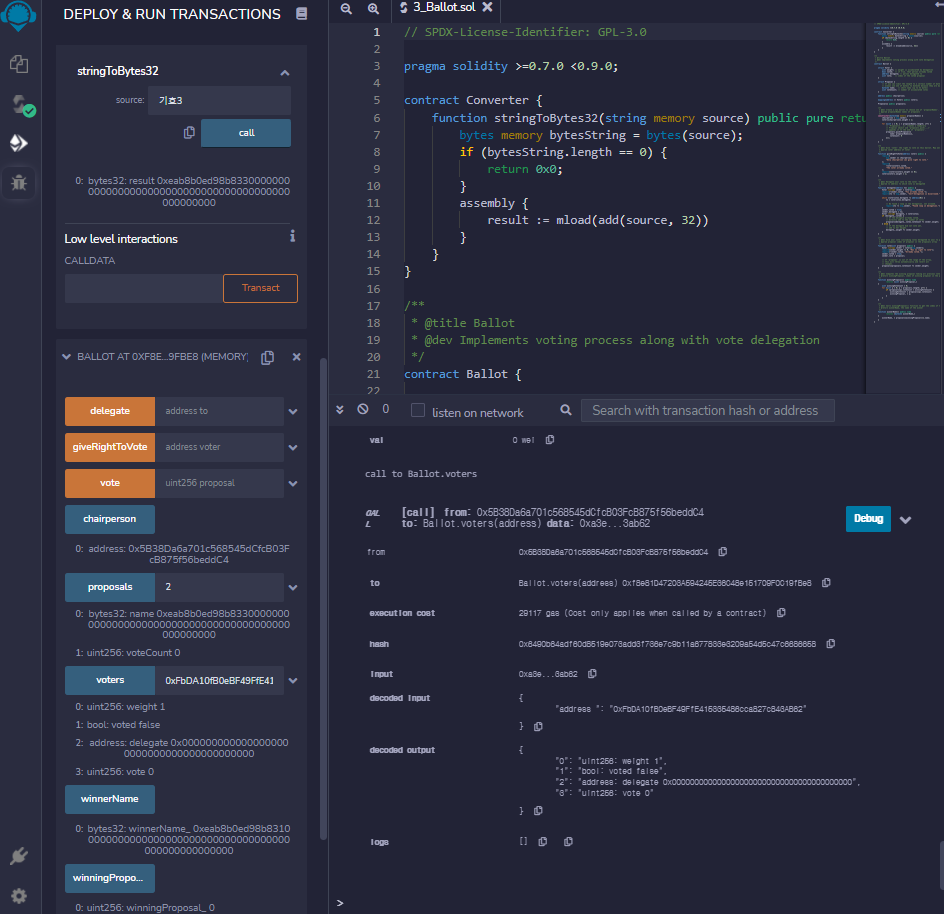 DEPLOY & RUN TRANSACTIONS
stringToBytes32
source: 기호3
call
0: bytes32: result 0xeab8b0ed98b8330000000
Low level interactions
CALLDATA
Transact
BALLOT AT 0XF8E...9FBE8 (MEMORY)
delegate address to
giveRightToVote address voter
vote uint256 proposal
chairperson
0: address: 0x5B38Da6a701c568545dCfcB03F
cB875f56beddC4
proposals 2
0: bytes32: name 0xeab8b0ed98b8330000000
1: uint256: voteCount 0
voters 0xFbDA10fB0eBF49FfE41
0: uint256: weight 1
1: bool: voted false
2: address: delegate 0x0000000000000000000
3: uint256: vote 0
winnerName
0: bytes32: winnerName_ 0xeab8b0ed98b8310
winningPropo...
0: uint256: winningProposal_ 0
3_Ballot.sol
1 // SPDX-License-Identifier: GPL-3.0
2
3 pragma solidity >=0.7.0 <0.9.0;
4
5 contract Converter {
6 function stringToBytes32(string memory source) public pure retu
7 bytes memory bytesString = bytes(source);
8 if (bytesString.length == 0) {
9 return 0x0;
10 }
11 assembly {
12 result := mload(add(source, 32))
13 }
14 }
15 }
16
17 /**
18 * @title Ballot
19 * @dev Implements voting process along with vote delegation
20 */
21 contract Ballot {
22
0 listen on network Search with transaction hash or address
val 0 wei
call to Ballot.voters
CAL
L
[call] from: 0x5B38Da6a701c568545dCfcB03FcB875f56beddC4
to: Ballot.voters(address) data: 0xa3e...3ab62
Debug
from 0x5B38Da6a701c568545dCfcB03FcB875f56beddC4
to Ballot.voters(address)
execution cost 29117 gas (Cost only applies when called by a contract)
hash
input 0xa3e...3ab62
decoded input {
"address ":
}
decoded output {
"0": "uint256: weight 1",
"1": "bool: voted false",
"2": "address: delegate 0x0000000000000000000000000000000000000000",
"3": "uint256: vote 0"
}
logs []
>